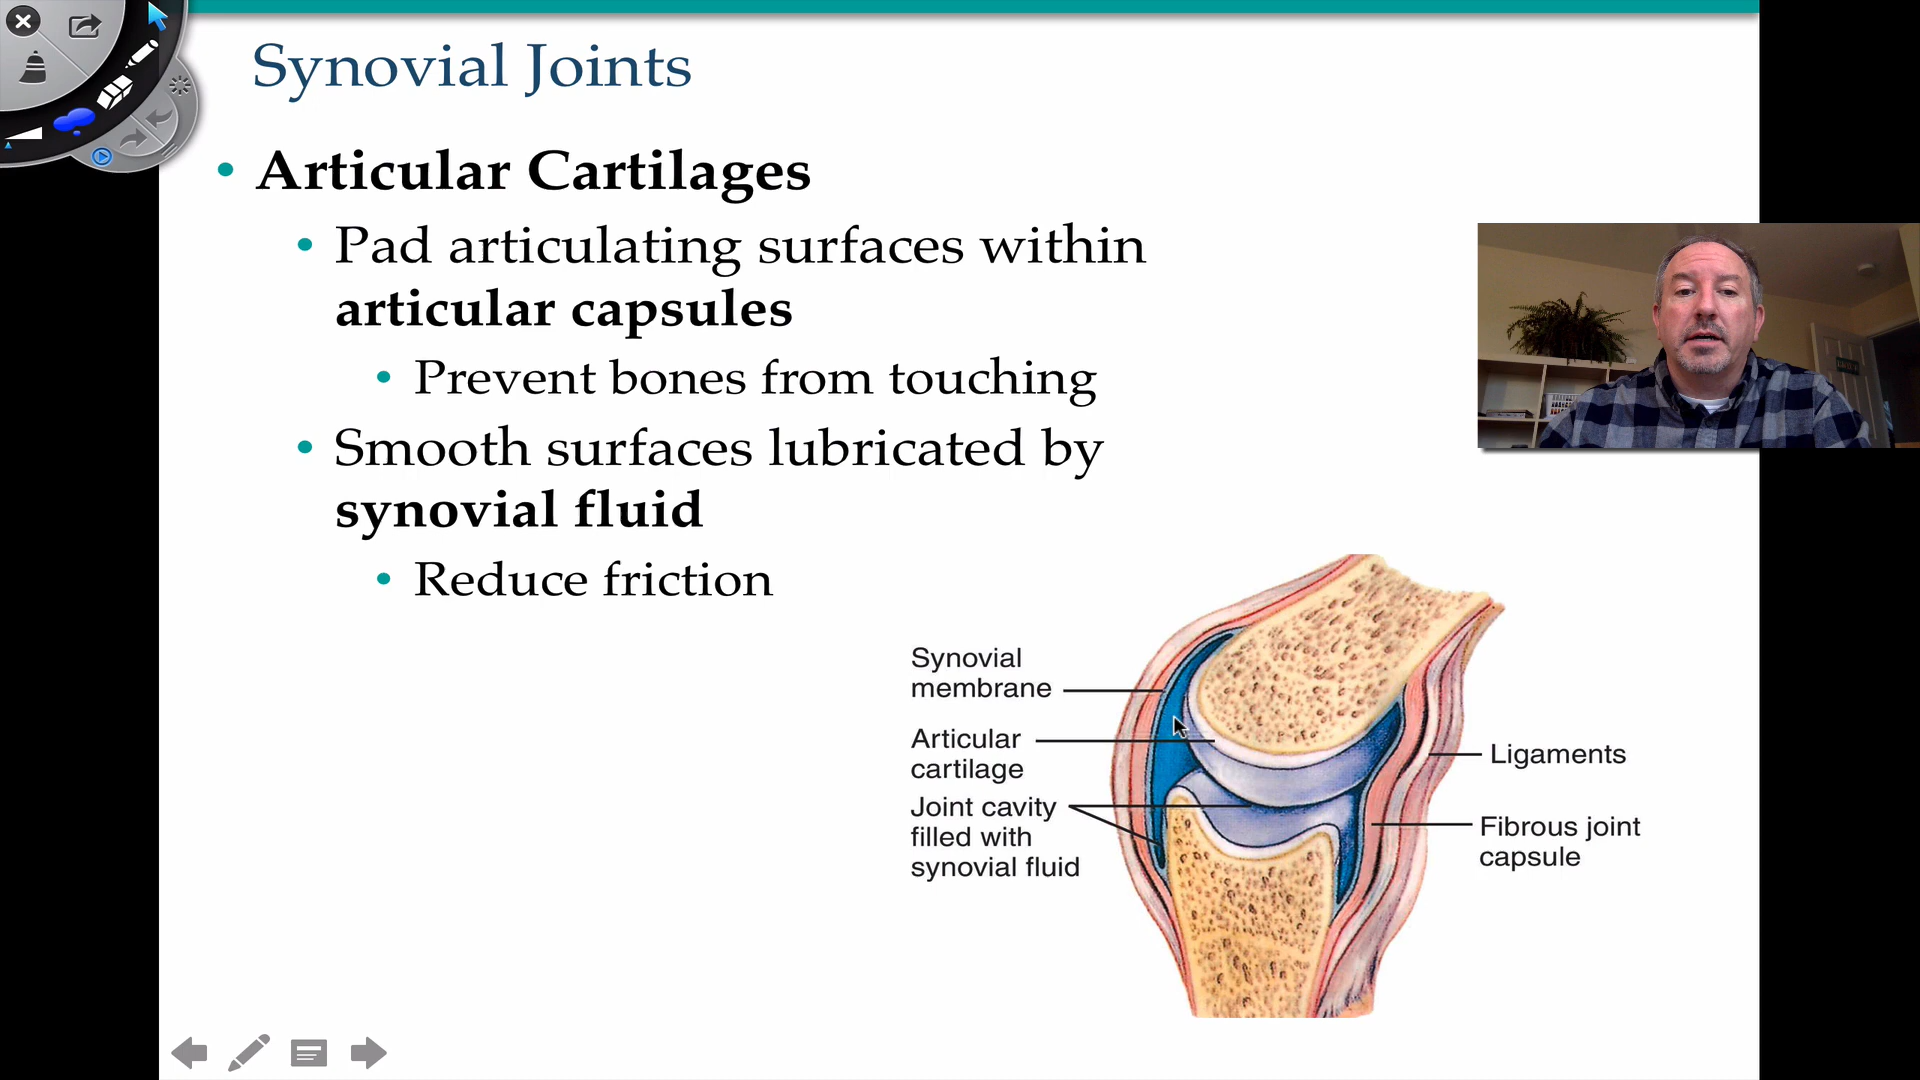 Synovial Joints
• Articular Cartilages
• Pad articulating surfaces within
articular capsules
• Prevent bones from touching
• Smooth surfaces lubricated by
synovial fluid
• Reduce friction
Synovial
membrane
Articular
cartilage
Joint cavity
filled with
synovial fluid
Ligaments
Fibrous joint
capsule